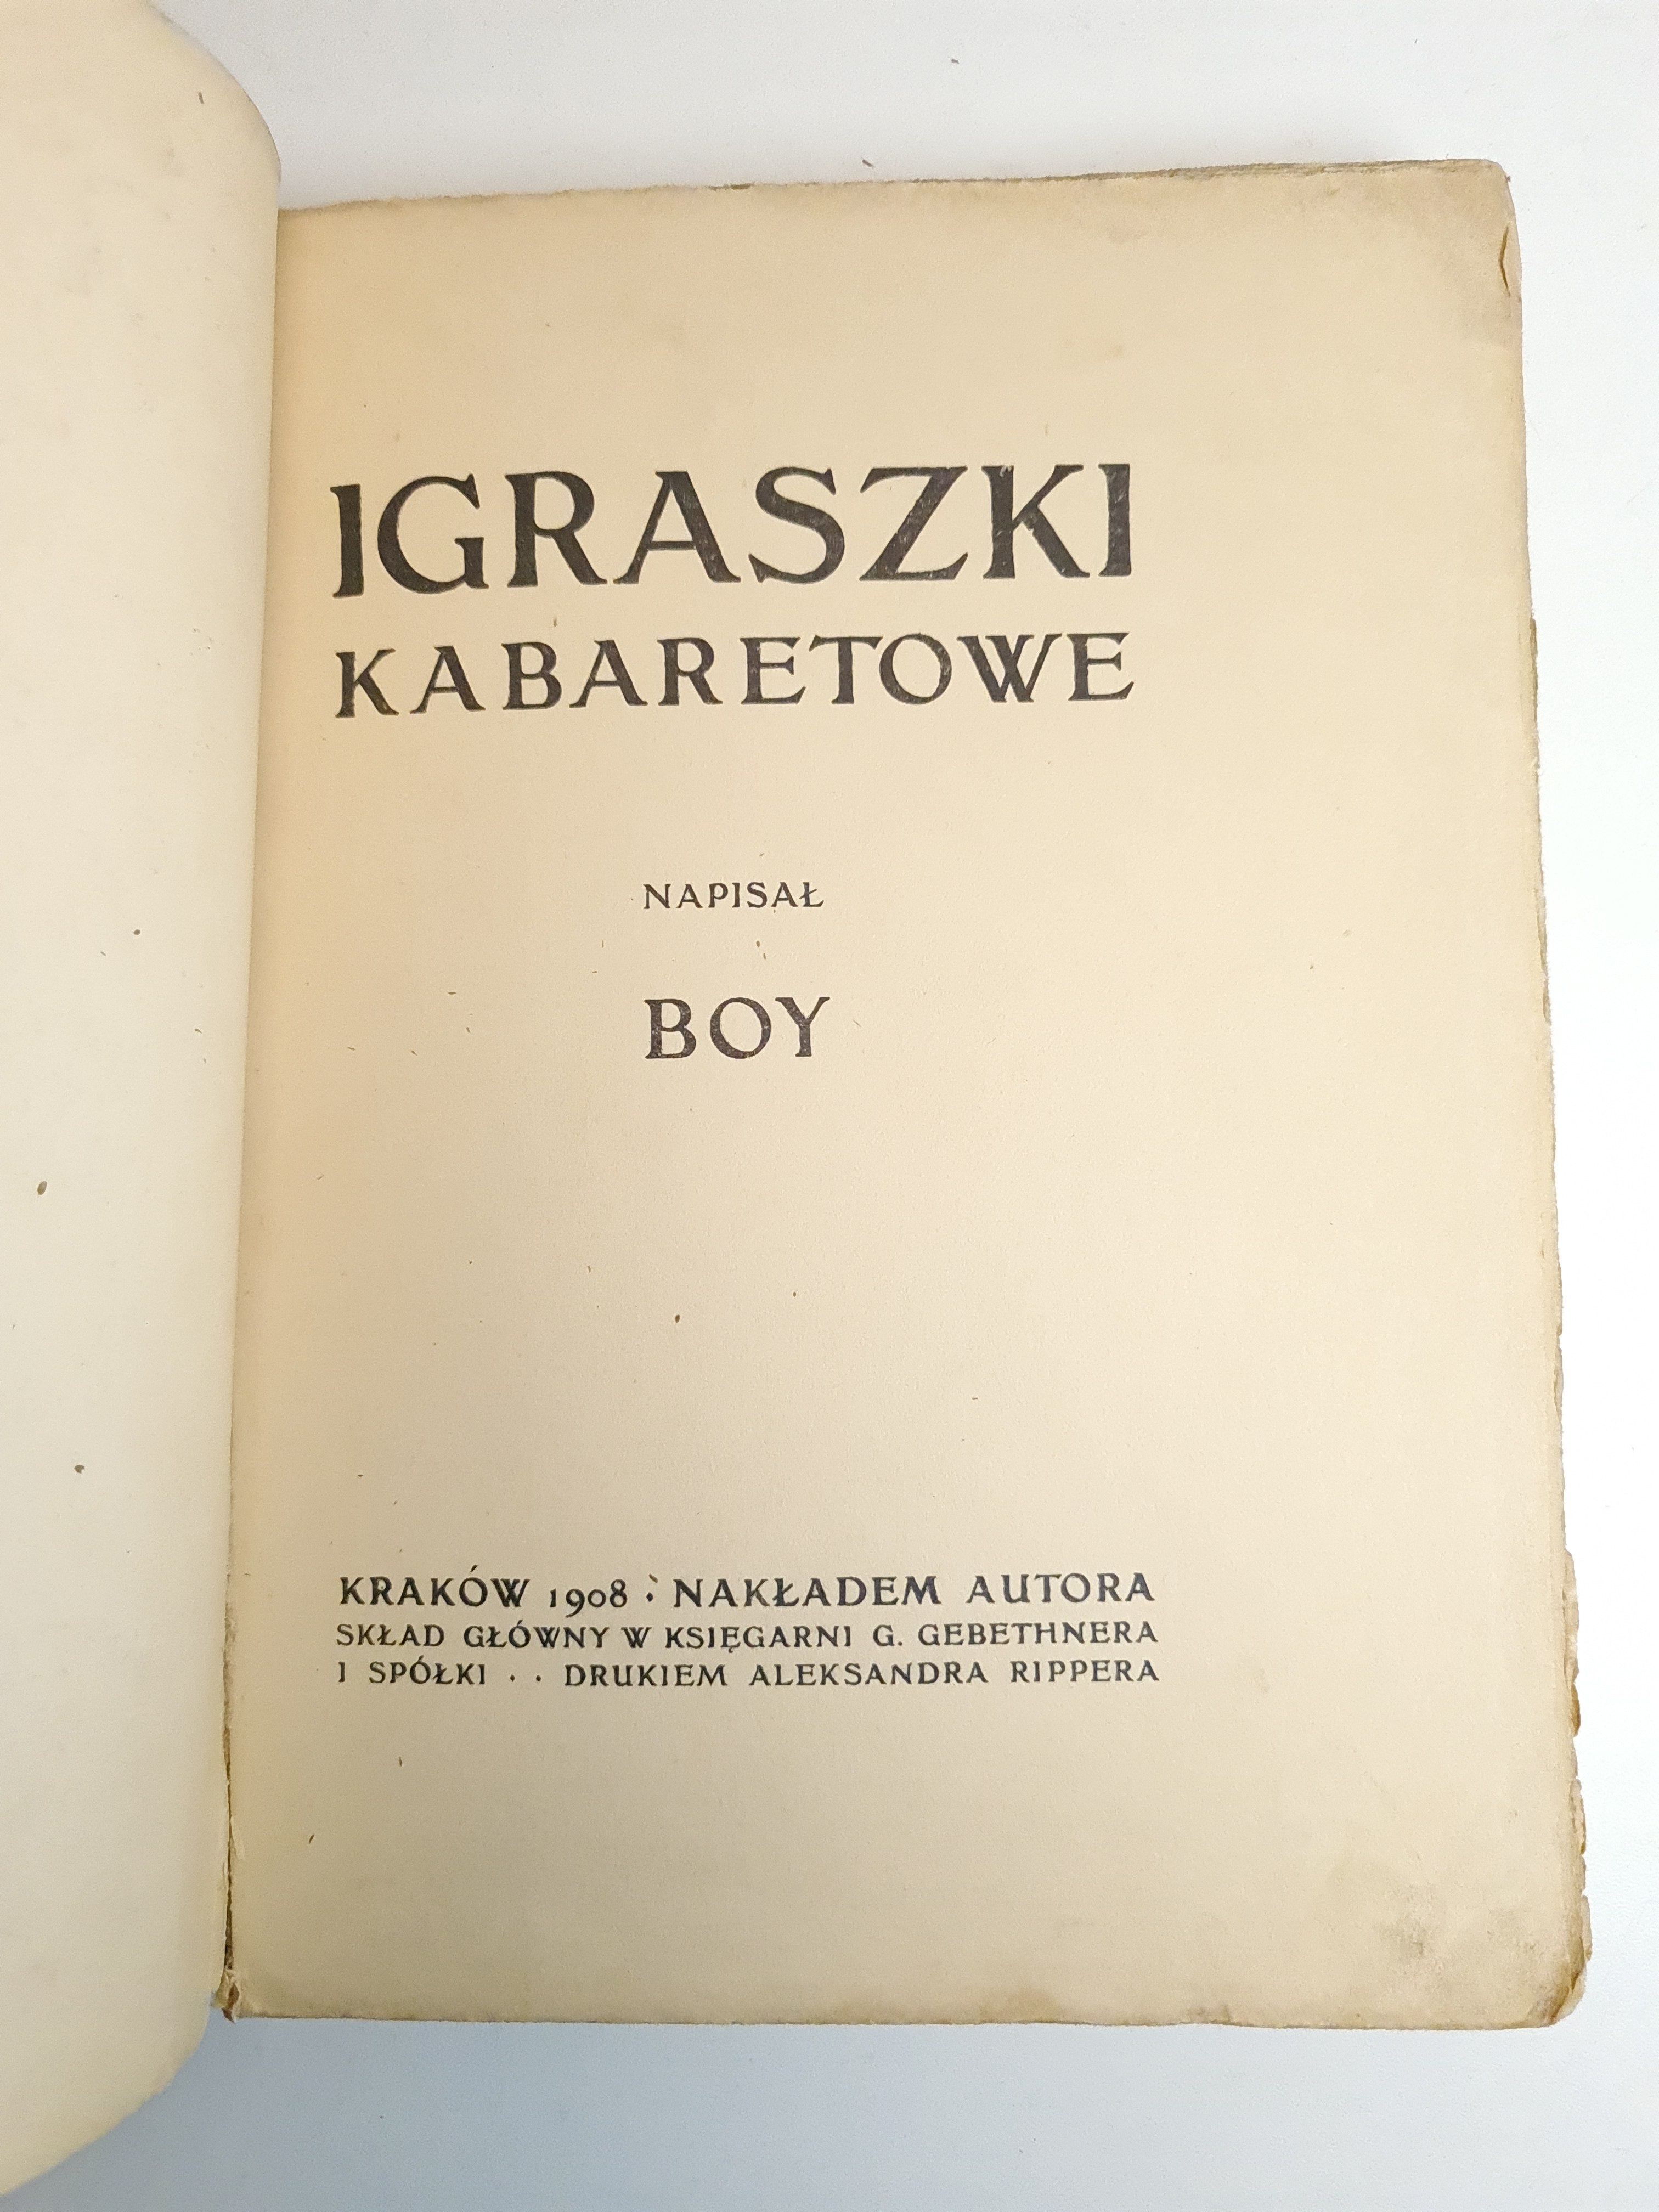 IGRASZKI
KABARETOWE
NAPISAŁ
BOY
KRAKÓW 1908 : NAKŁADEM AUTORA
SKŁAD GŁÓWNY W KSIĘGARNI G. GEBETHNERA
I SPÓŁKI . . DRUKIEM ALEKSANDRA RIPPERA